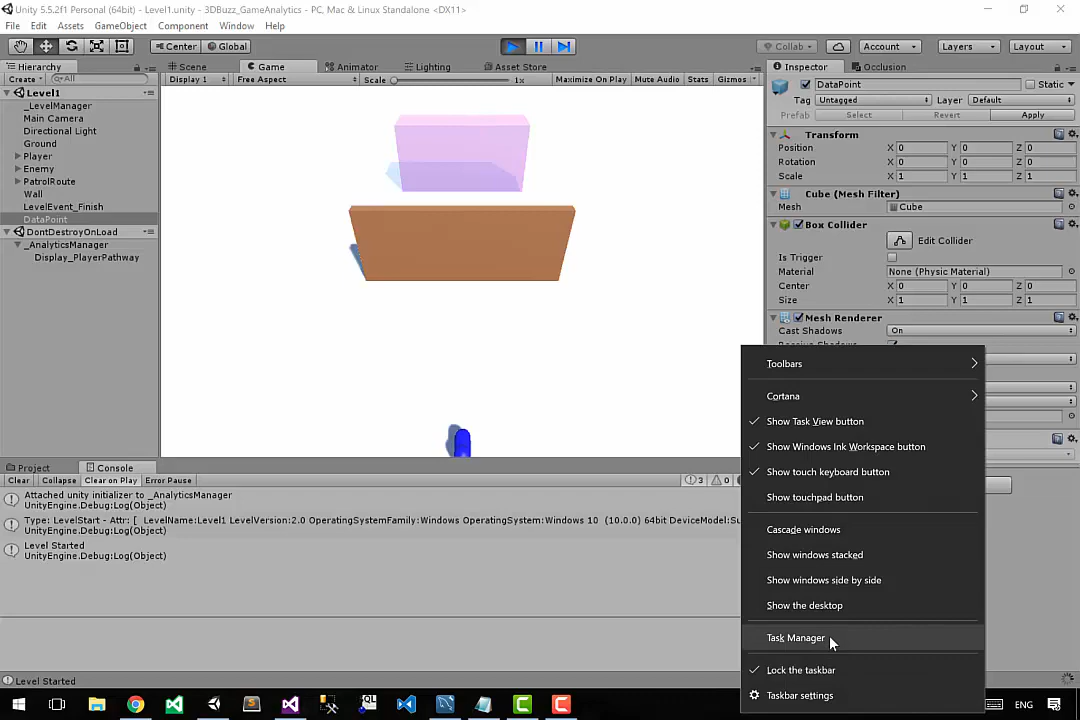 Unity 5.5.2f1 Personal (64bit) - Level1.unity - 3DBuzz_GameAnalytics - PC, Mac & Linux Standalone <DX11>
File Edit Assets GameObject Component Window Help
Center Global Collab Account Layers Layout
Hierarchy Scene Game Animator Lighting Asset Store Inspector Occlusion
Create All Display 1 Free Aspect Scale 1x Maximize On Play Mute Audio Stats Gizmos
DataPoint Static
Tag Untagged Layer Default
Prefab Select Revert Apply
Level1
_LevelManager
Main Camera
Directional Light
Ground
Player
Enemy
PatrolRoute
Wall
LevelEvent_Finish
DataPoint
DontDestroyOnLoad
_AnalyticsManager
Display_PlayerPathway
Transform
Position X 0 Y 0 Z 0
Rotation X 0 Y 0 Z 0
Scale X 1 Y 1 Z 1
Cube (Mesh Filter)
Mesh Cube
Box Collider
Edit Collider
Is Trigger
Material None (Physic Material)
Center X 0 Y 0 Z 0
Size X 1 Y 1 Z 1
Mesh Renderer
Cast Shadows On
Toolbars
Cortana
Show Task View button
Show Windows Ink Workspace button
Show touch keyboard button
Show touchpad button
Cascade windows
Show windows stacked
Show windows side by side
Show the desktop
Task Manager
Lock the taskbar
Taskbar settings
Project Console
Clear Collapse Clear on Play Error Pause 3 0
Attached unity initializer to _AnalyticsManager
UnityEngine.Debug:Log(Object)
Type: LevelStart - Attr: [ LevelName:Level1 LevelVersion:2.0 OperatingSystemFamily:Windows OperatingSystem:Windows 10 (10.0.0) 64bit DeviceModel:Su
UnityEngine.Debug:Log(Object)
Level Started
UnityEngine.Debug:Log(Object)
Level Started
ENG